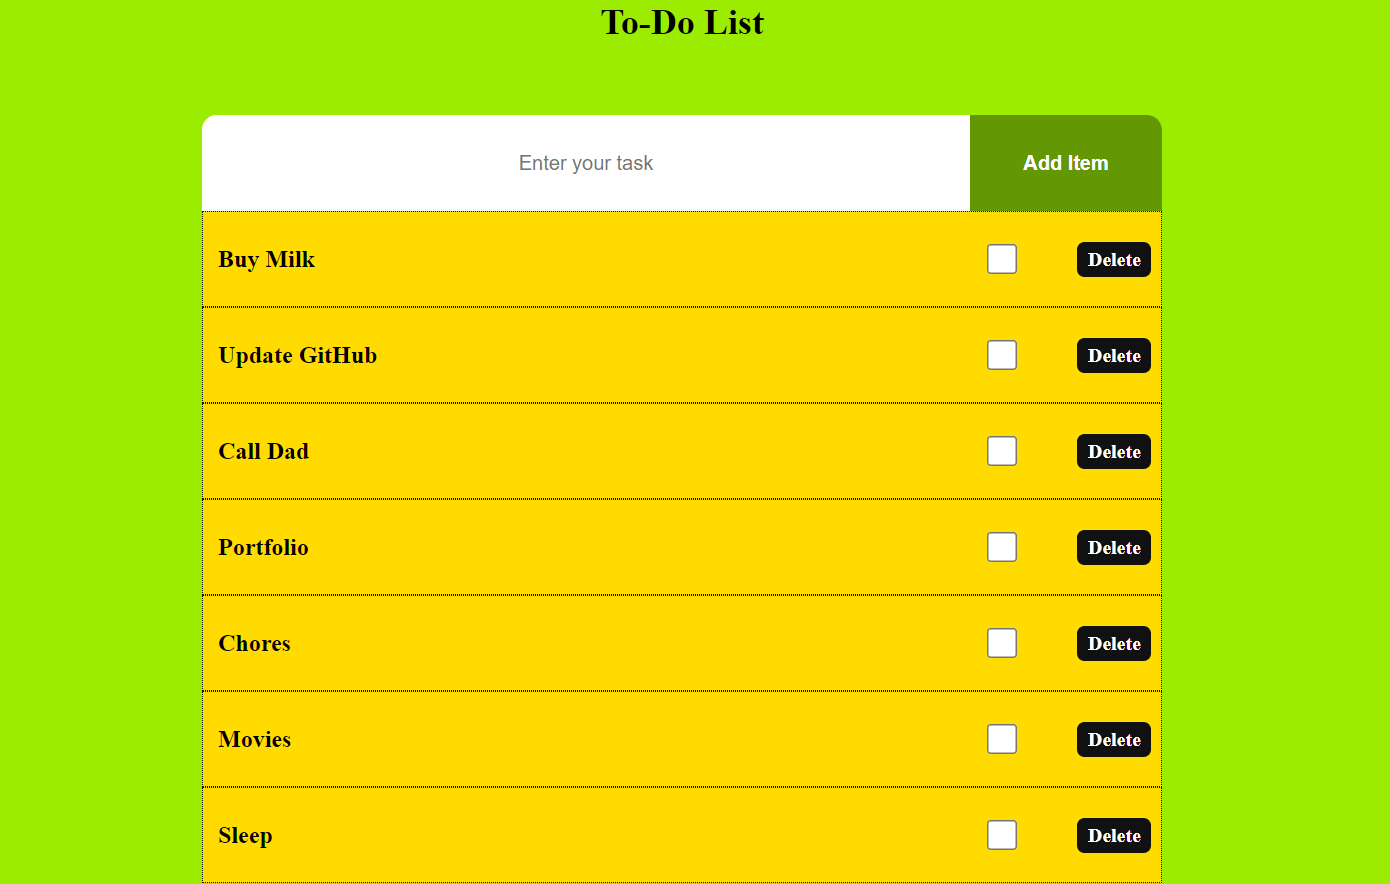 To-Do List
Enter your task Add Item
Buy Milk Delete
Update GitHub Delete
Call Dad Delete
Portfolio Delete
Chores Delete
Movies Delete
Sleep Delete